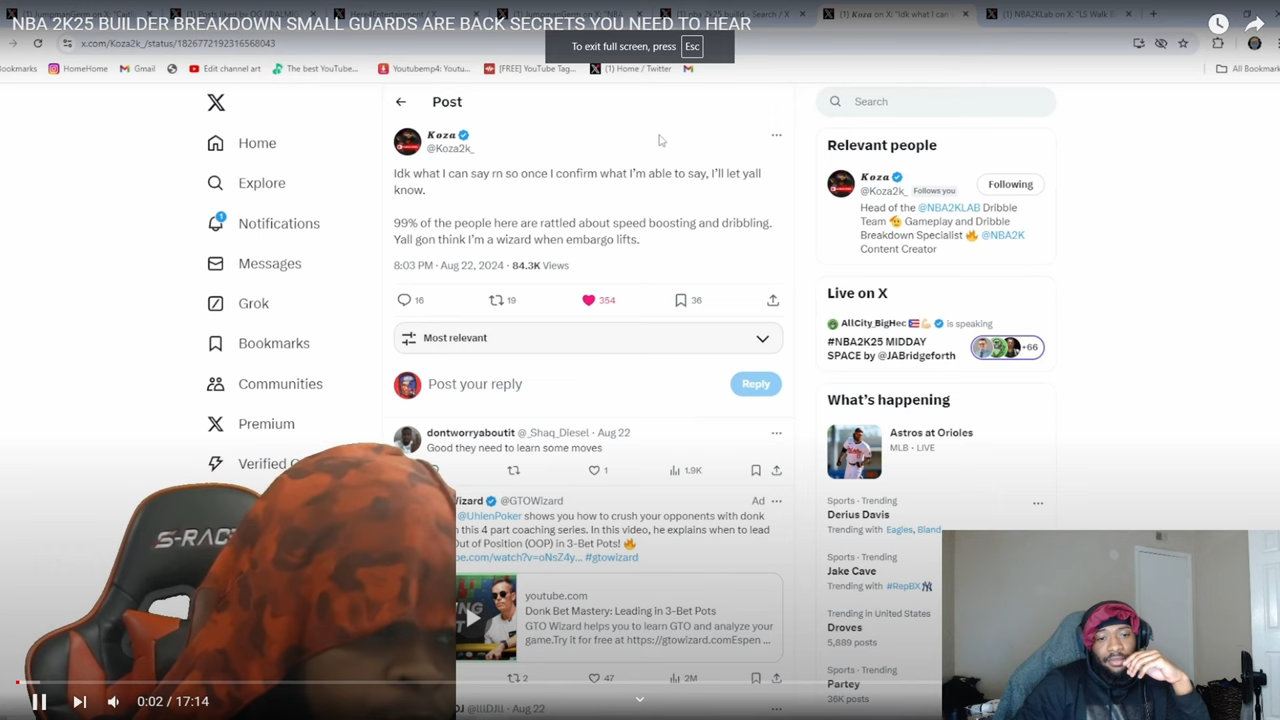 NBA 2K25 BUILDER BREAKDOWN SMALL GUARDS ARE BACK SECRETS YOU NEED TO HEAR
x.com/Koza2k_/status/1826772192316568043
To exit full screen, press Esc
HomeHome
Gmail
Edit channel art
The best YouTube...
Youtubemp4: Youtu...
[FREE] YouTube Tag...
(1) Home / Twitter
All Bookmark
Home
Explore
1
Notifications
Messages
Grok
Bookmarks
Communities
Premium
Verified
Post
Koza
@Koza2k_
Idk what I can say rn so once I confirm what I'm able to say, I'll let yall
know.
99% of the people here are rattled about speed boosting and dribbling.
Yall gon think I'm a wizard when embargo lifts.
8:03 PM · Aug 22, 2024 · 84.3K Views
16
19
354
36
Most relevant
Post your reply
Reply
dontworryaboutit @_Shaq_Diesel · Aug 22
Good they need to learn some moves
1
1.9K
izard @GTOWizard
Ad
@UhlenPoker shows you how to crush your opponents with donk
this 4 part coaching series. In this video, he explains when to lead
Out of Position (OOP) in 3-Bet Pots!
be.com/watch?v=oNsZ4y... #gtowizard
youtube.com
Donk Bet Mastery: Leading in 3-Bet Pots
GTO Wizard helps you to learn GTO and analyze your
game.Try it for free at https://gtowizard.comEspen ...
2
47
2M
@lllDJlll · Aug 22
Search
Relevant people
Koza
@Koza2k_ Follows you
Following
Head of the @NBA2KLAB Dribble
Team Gameplay and Dribble
Breakdown Specialist @NBA2K
Content Creator
Live on X
AllCity_BigHec is speaking
#NBA2K25 MIDDAY
SPACE by @JABridgeforth
+66
What's happening
Astros at Orioles
MLB · LIVE
Sports · Trending
Derius Davis
Trending with Eagles, Bland
Sports · Trending
Jake Cave
Trending with #RepBX
Trending in United States
Droves
5,889 posts
Sports · Trending
Partey
36K posts
S-RAC
0:02 / 17:14